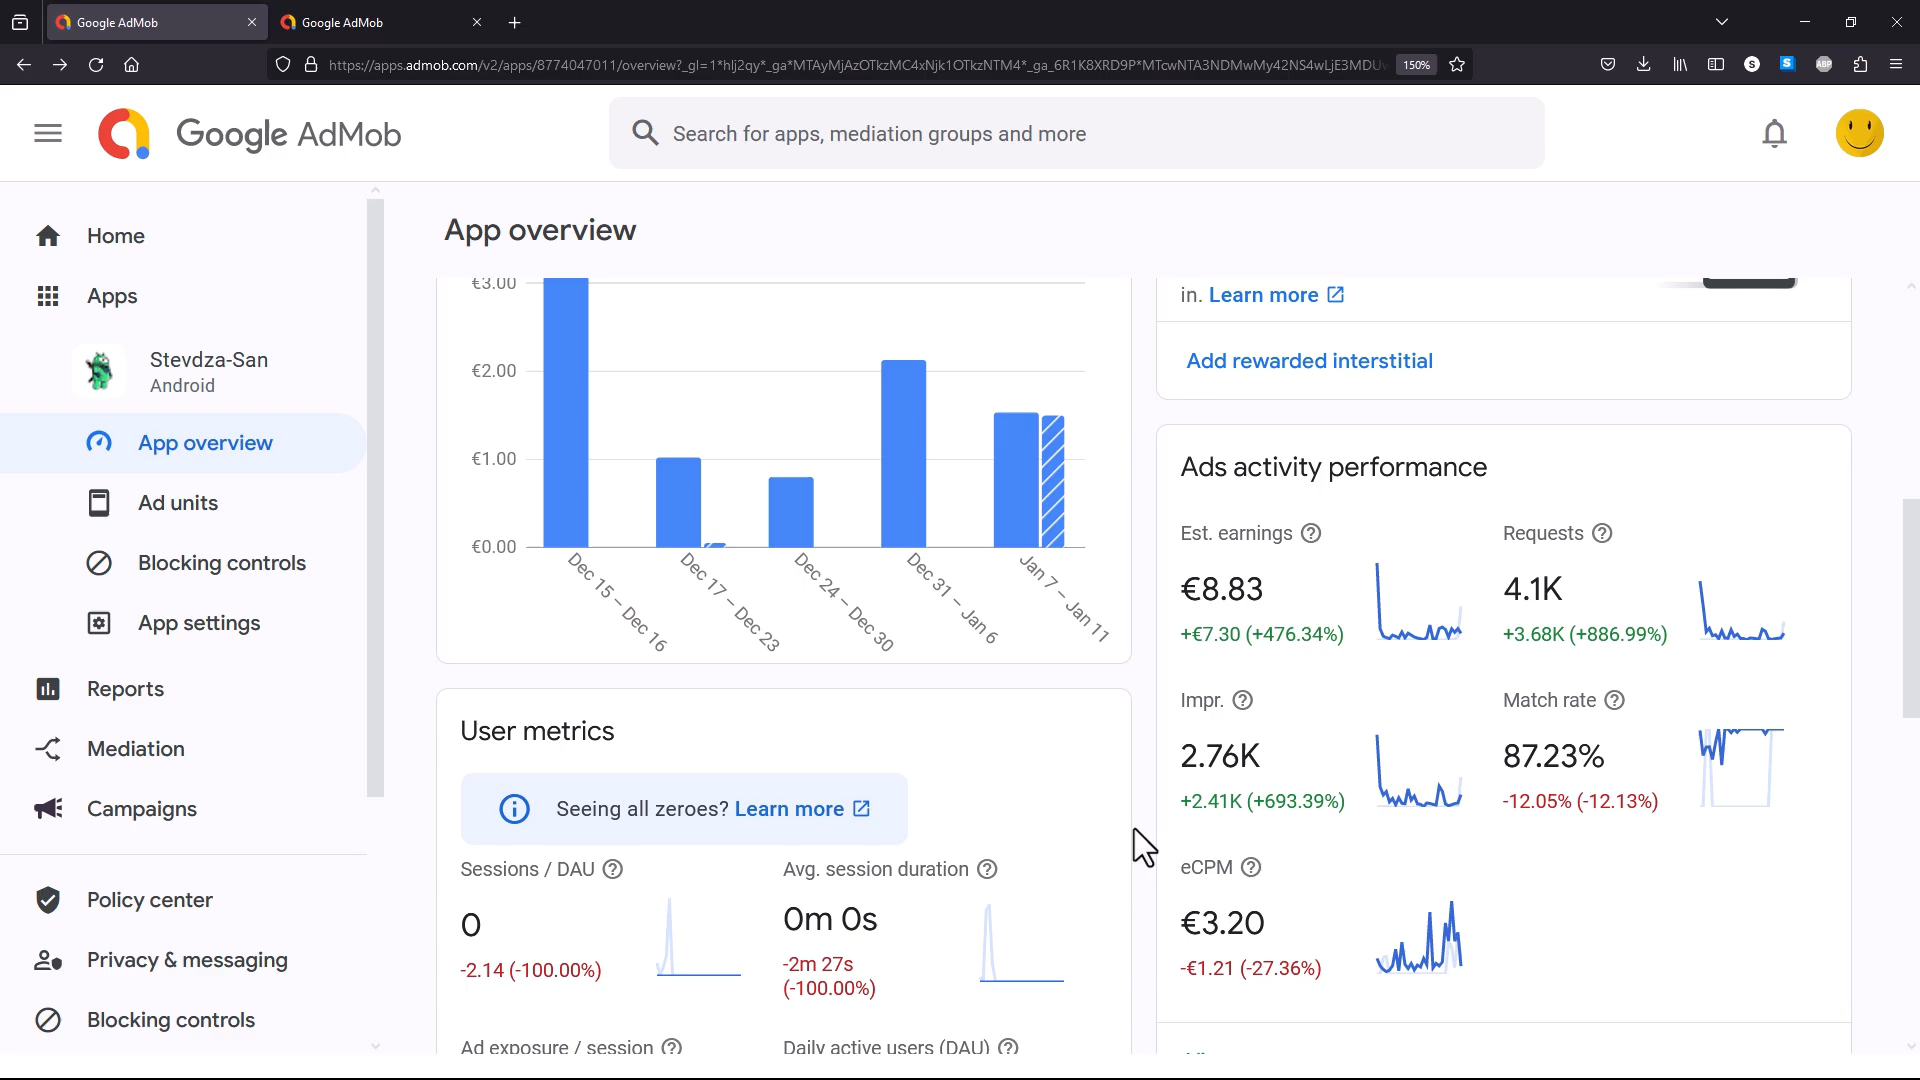 Google AdMob
Google AdMob
https://apps.admob.com/v2/apps/8774047011/overview?_gl=1*hlj2qy*_ga*MTAyMjAzOTkzMC4xNjk1OTkzNTM4*_ga_6R1K8XRD9P*MTcwNTA3NDMwMy42NS4wLjE3MDU
150%
Google AdMob
Search for apps, mediation groups and more
Home
Apps
Stevdza-San
Android
App overview
Ad units
Blocking controls
App settings
Reports
Mediation
Campaigns
Policy center
Privacy & messaging
Blocking controls
App overview
€3.00
€2.00
€1.00
€0.00
Dec 15 – Dec 16
Dec 17 – Dec 23
Dec 24 – Dec 30
Dec 31 – Jan 6
Jan 7 – Jan 11
User metrics
Seeing all zeroes? Learn more
Sessions / DAU
0
-2.14 (-100.00%)
Avg. session duration
0m 0s
-2m 27s
(-100.00%)
Ad exposure / session
Daily active users (DAU)
in. Learn more
Add rewarded interstitial
Ads activity performance
Est. earnings
€8.83
+€7.30 (+476.34%)
Requests
4.1K
+3.68K (+886.99%)
Impr.
2.76K
+2.41K (+693.39%)
Match rate
87.23%
-12.05% (-12.13%)
eCPM
€3.20
-€1.21 (-27.36%)